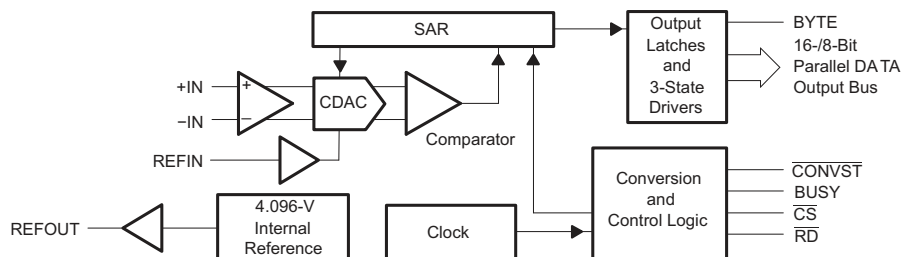 SAR
Output
Latches
and
3-State
Drivers
BYTE
16-/8-Bit
Parallel DATA
Output Bus
+IN
−IN
+
−
CDAC
Comparator
REFIN
REFOUT
4.096-V
Internal
Reference
Clock
Conversion
and
Control Logic
CONVST
BUSY
CS
RD